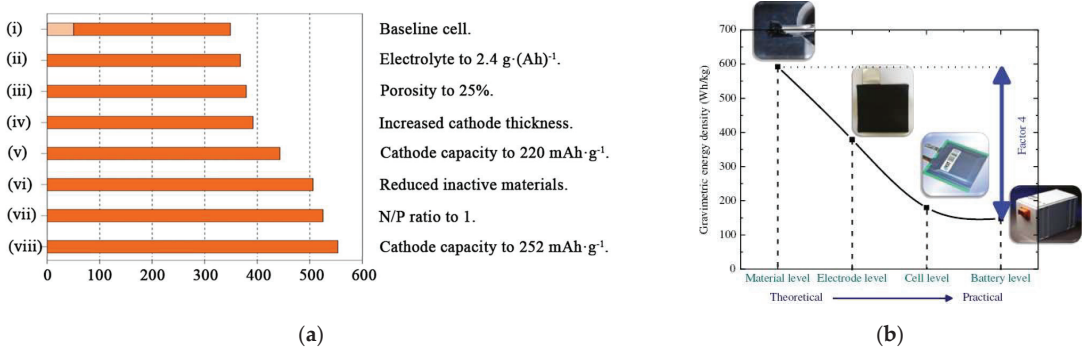 (a)
(i) Baseline cell.
(ii) Electrolyte to 2.4 g·(Ah)⁻¹.
(iii) Porosity to 25%.
(iv) Increased cathode thickness.
(v) Cathode capacity to 220 mAh·g⁻¹.
(vi) Reduced inactive materials.
(vii) N/P ratio to 1.
(viii) Cathode capacity to 252 mAh·g⁻¹.
0 100 200 300 400 500 600
(a)
(b)
700
600
500
400
300
200
150
100
0
Gravimetric energy density (Wh/kg)
Factor 4
Material level Electrode level Cell level Battery level
Theoretical Practical
(b)